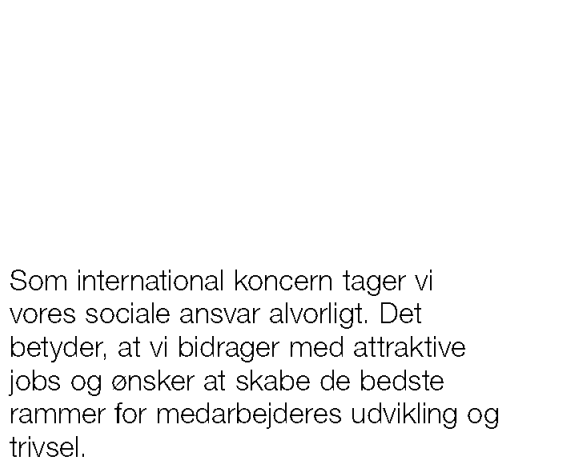 Som international koncern tager vi
vores sociale ansvar alvorligt. Det
betyder, at vi bidrager med attraktive
jobs og ønsker at skabe de bedste
rammer for medarbejderes udvikling og
trivsel.